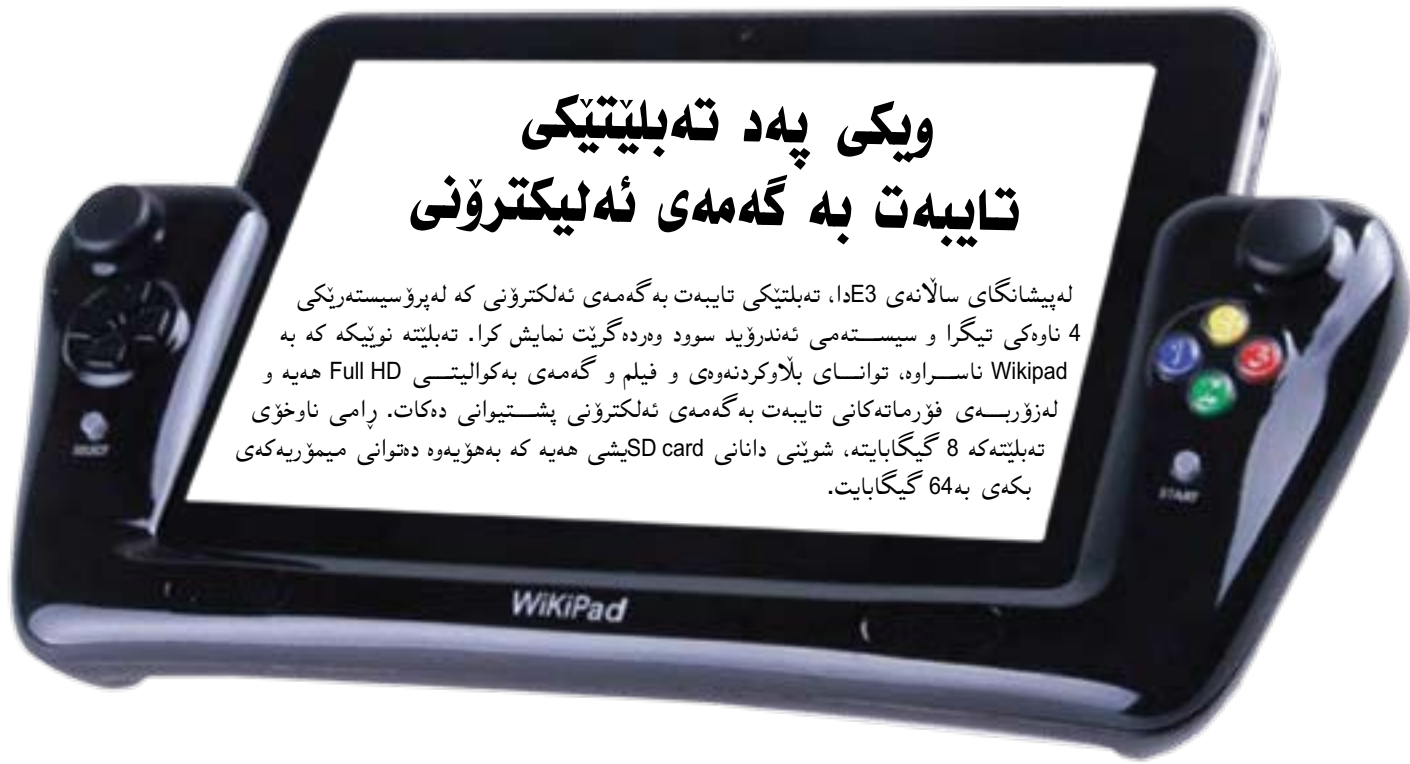 ویکی پەد تەبلێتێکی
تایبەت بە گەمەی ئەلیکترۆنی
لەپیشانگای ساڵانەی E3دا، تەبلتێکی تایبەت بەگەمەی ئەلکترۆنی کە لەپرۆسیستەرێکی
4 ناوەکی تیگرا و سیستەمی ئەندرۆید سوود وەردەگرێت نمایش کرا. تەبلێتە نوێیکە کە بە
Wikipad ناسراوە، توانای بڵاوکردنەوەی و فیلم و گەمەی بەکوالیتی Full HD هەیە و
لەزۆربەی فۆرماتەکانی تایبەت بەگەمەی ئەلکترۆنی پشتیوانی دەکات. ڕامی ناوخۆی
تەبلێتەکە 8 گیگابایتە، شوێنی دانانی SD cardیشی هەیە کە بەهۆیەوە دەتوانی میمۆریەکەی
بکەی بە64 گیگابایت.
SELECT
START
WiKiPad